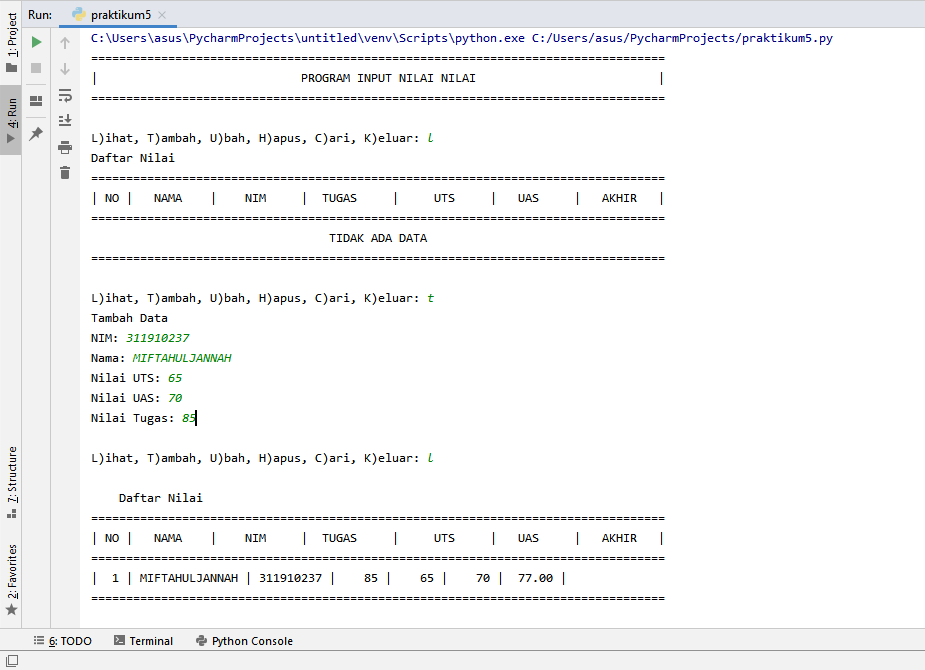 Run: praktikum5
1: Project
4: Run
7: Structure
2: Favorites
C:\Users\asus\PycharmProjects\untitled\venv\Scripts\python.exe C:/Users/asus/PycharmProjects/praktikum5.py
==================================================================================
| PROGRAM INPUT NILAI NILAI |
==================================================================================
L)ihat, T)ambah, U)bah, H)apus, C)ari, K)eluar: l
Daftar Nilai
==================================================================================
| NO | NAMA | NIM | TUGAS | UTS | UAS | AKHIR |
==================================================================================
TIDAK ADA DATA
==================================================================================
L)ihat, T)ambah, U)bah, H)apus, C)ari, K)eluar: t
Tambah Data
NIM: 311910237
Nama: MIFTAHULJANNAH
Nilai UTS: 65
Nilai UAS: 70
Nilai Tugas: 85
L)ihat, T)ambah, U)bah, H)apus, C)ari, K)eluar: l
Daftar Nilai
==================================================================================
| NO | NAMA | NIM | TUGAS | UTS | UAS | AKHIR |
==================================================================================
| 1 | MIFTAHULJANNAH | 311910237 | 85 | 65 | 70 | 77.00 |
==================================================================================
6: TODO Terminal Python Console